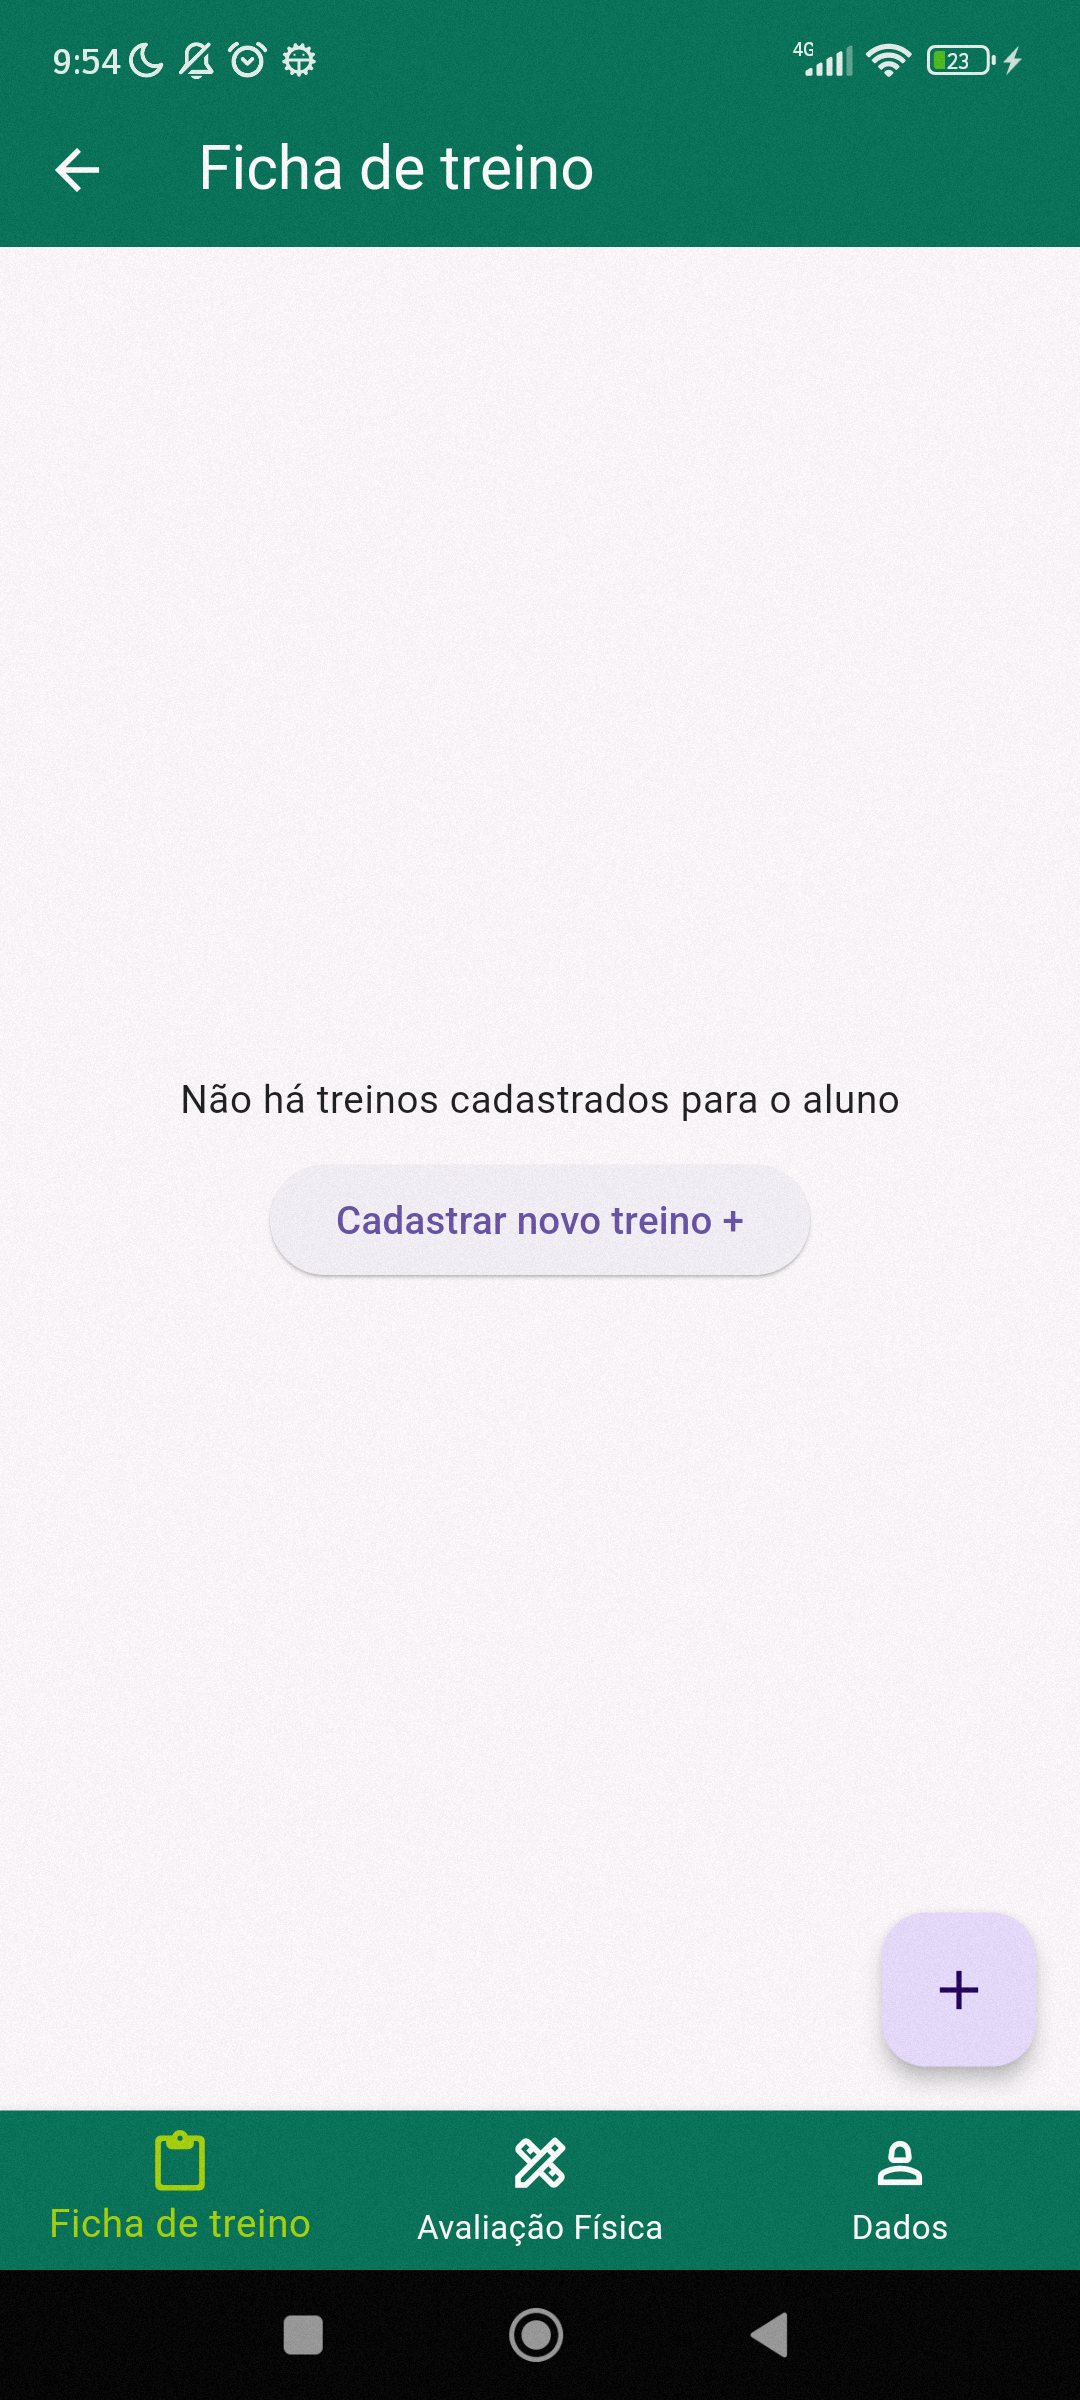 9:54
4G
23
Ficha de treino
Não há treinos cadastrados para o aluno
Cadastrar novo treino +
Ficha de treino
Avaliação Física
Dados